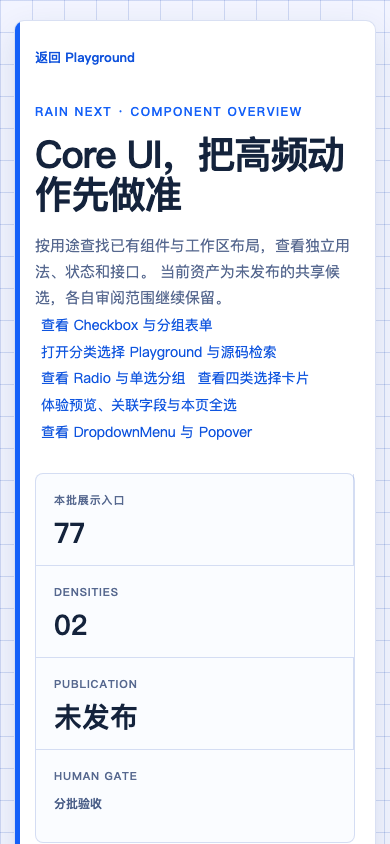 返回 Playground
RAIN NEXT · COMPONENT OVERVIEW
Core UI，把高频动
作先做准
按用途查找已有组件与工作区布局，查看独立用
法、状态和接口。 当前资产为未发布的共享候
选，各自审阅范围继续保留。
查看 Checkbox 与分组表单
打开分类选择 Playground 与源码检索
查看 Radio 与单选分组 查看四类选择卡片
体验预览、关联字段与本页全选
查看 DropdownMenu 与 Popover
本批展示入口
77
DENSITIES
02
PUBLICATION
未发布
HUMAN GATE
分批验收